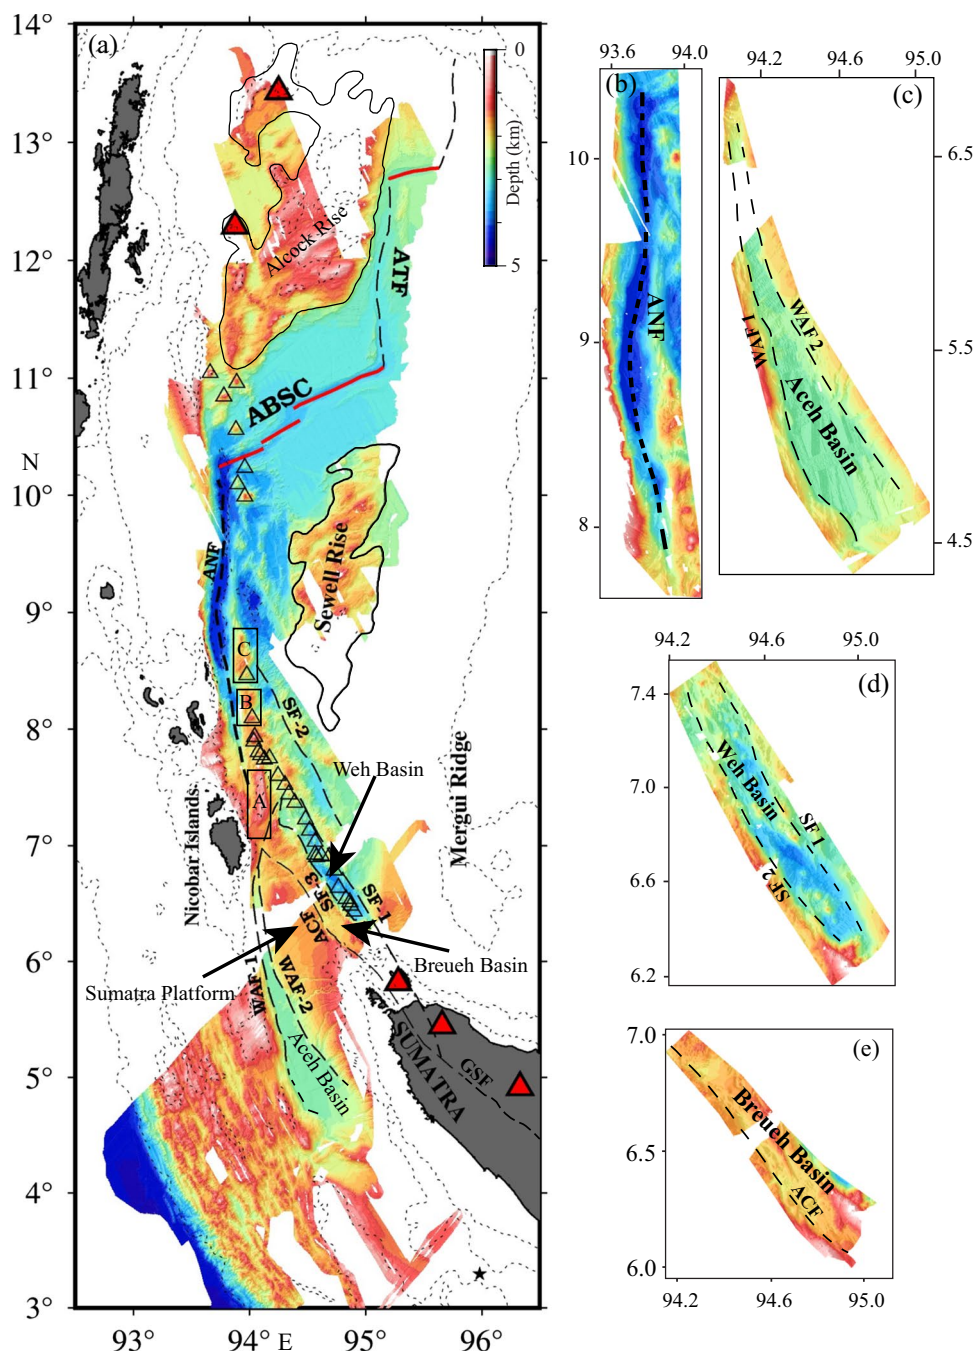 (a)
14°
13°
12°
11°
N
10°
9°
8°
7°
6°
5°
4°
3°
93°
94°
E
95°
96°
0
Depth (km)
5
Alcock Rise
ATF
ABSC
ANF
Sewell Rise
C
B
A
SF-2
Weh Basin
Mergui Ridge
Nicobar Islands
SF-3
SF-1
ACF
Breueh Basin
Sumatra Platform
WAF-1
WAF-2
Aceh Basin
SUMATRA
GSF
(b)
93.6
94.0
10
9
8
ANF
(c)
94.2
94.6
95.0
6.5
5.5
4.5
WAF 2
WAF 1
Aceh Basin
(d)
94.2
94.6
95.0
7.4
7.0
6.6
6.2
Weh Basin
SF 1
SF 2
(e)
7.0
6.5
6.0
94.2
94.6
95.0
Breueh Basin
ACF